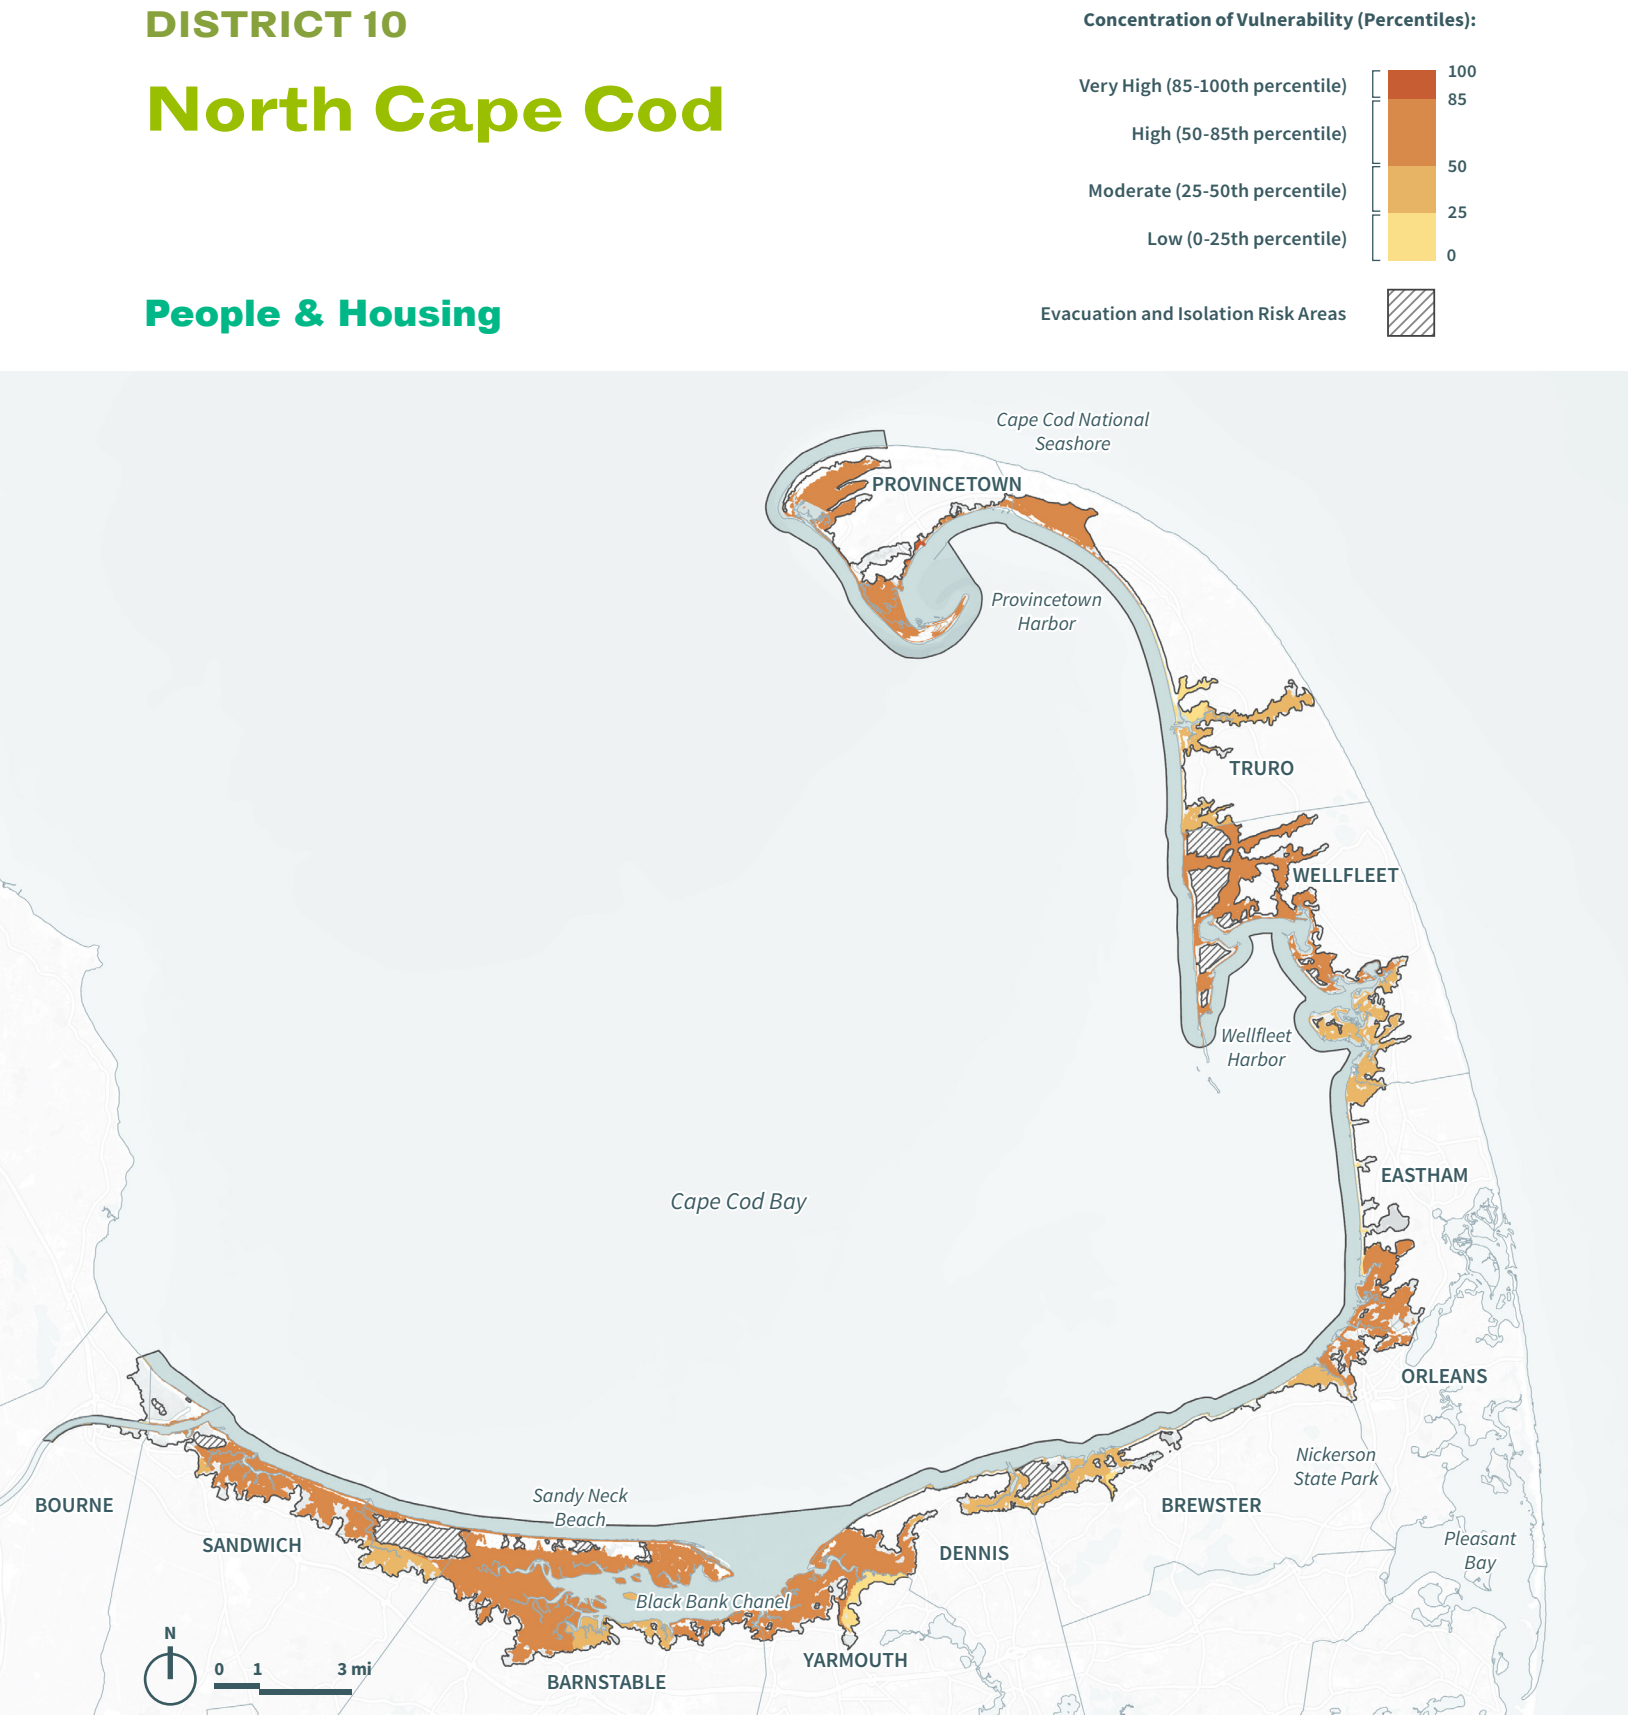 DISTRICT 10
North Cape Cod
People & Housing
Concentration of Vulnerability (Percentiles):
Very High (85-100th percentile)
High (50-85th percentile)
Moderate (25-50th percentile)
Low (0-25th percentile)
100
85
50
25
0
Evacuation and Isolation Risk Areas
Cape Cod National
Seashore
PROVINCETOWN
Provincetown
Harbor
TRURO
WELLFLEET
Wellfleet
Harbor
EASTHAM
Cape Cod Bay
ORLEANS
Nickerson
State Park
BREWSTER
Pleasant
Bay
DENNIS
Sandy Neck
Beach
BOURNE
SANDWICH
Black Bank Chanel
YARMOUTH
BARNSTABLE
N
0 1 3 mi